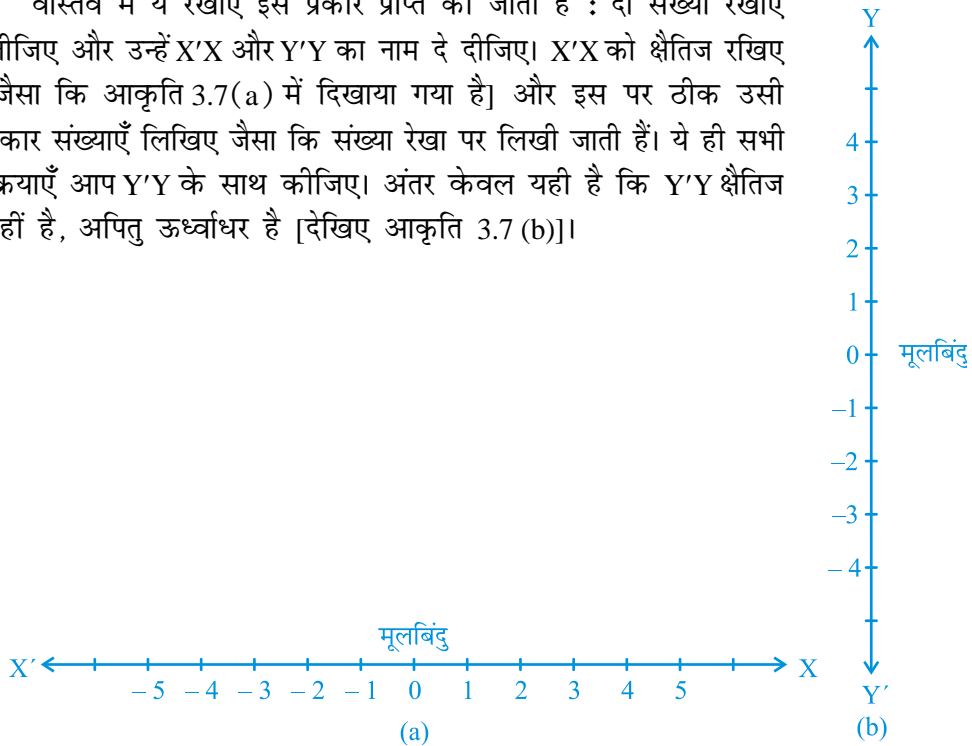 वास्तव में ये रेखाएँ इस प्रकार प्राप्त की जाती हैं : दो संख्या रेखाएँ
लीजिए और उन्हें X′X और Y′Y का नाम दे दीजिए। X′X को क्षैतिज रखिए
जैसा कि आकृति 3.7(a) में दिखाया गया है] और इस पर ठीक उसी
कार संख्याएँ लिखिए जैसा कि संख्या रेखा पर लिखी जाती हैं। ये ही सभी
क्रयाएँ आप Y′Y के साथ कीजिए। अंतर केवल यही है कि Y′Y क्षैतिज
हीं है, अपितु ऊर्ध्वाधर है [देखिए आकृति 3.7 (b)]।
Y
4
3
2
1
0 मूलबिंदु
–1
–2
–3
– 4
Y′
(b)
मूलबिंदु
X′ X
– 5 – 4 – 3 – 2 – 1 0 1 2 3 4 5
(a)